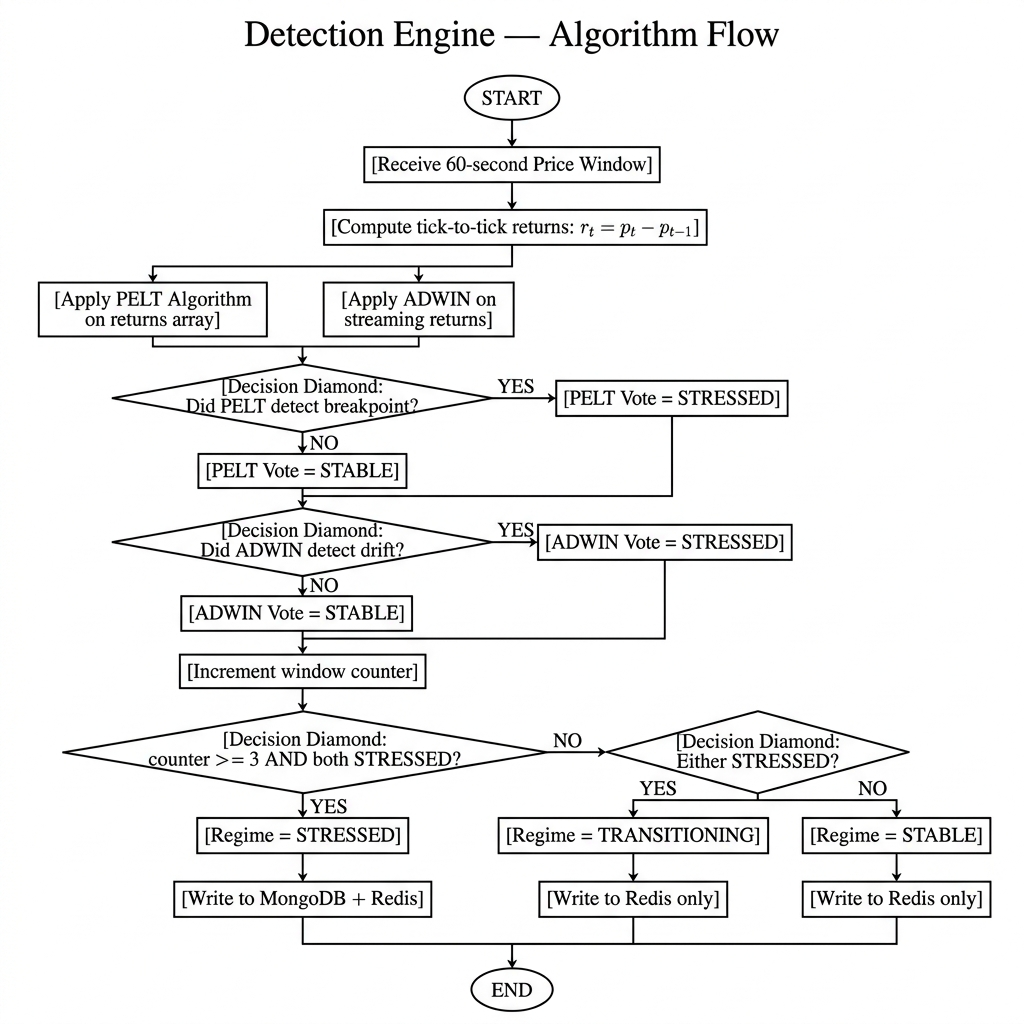 Detection Engine — Algorithm Flow
START
[Receive 60-second Price Window]
[Compute tick-to-tick returns: r_t = p_t − p_{t−1}]
[Apply PELT Algorithm
on returns array]
[Apply ADWIN on
streaming returns]
[Decision Diamond:
Did PELT detect breakpoint?
YES
[PELT Vote = STRESSED]
NO
[PELT Vote = STABLE]
[Decision Diamond:
Did ADWIN detect drift?
YES
[ADWIN Vote = STRESSED]
NO
[ADWIN Vote = STABLE]
[Increment window counter]
[Decision Diamond:
counter >= 3 AND both STRESSED?
NO
[Decision Diamond:
Either STRESSED?
YES
YES
NO
[Regime = STRESSED]
[Regime = TRANSITIONING]
[Regime = STABLE]
[Write to MongoDB + Redis]
[Write to Redis only]
[Write to Redis only]
END